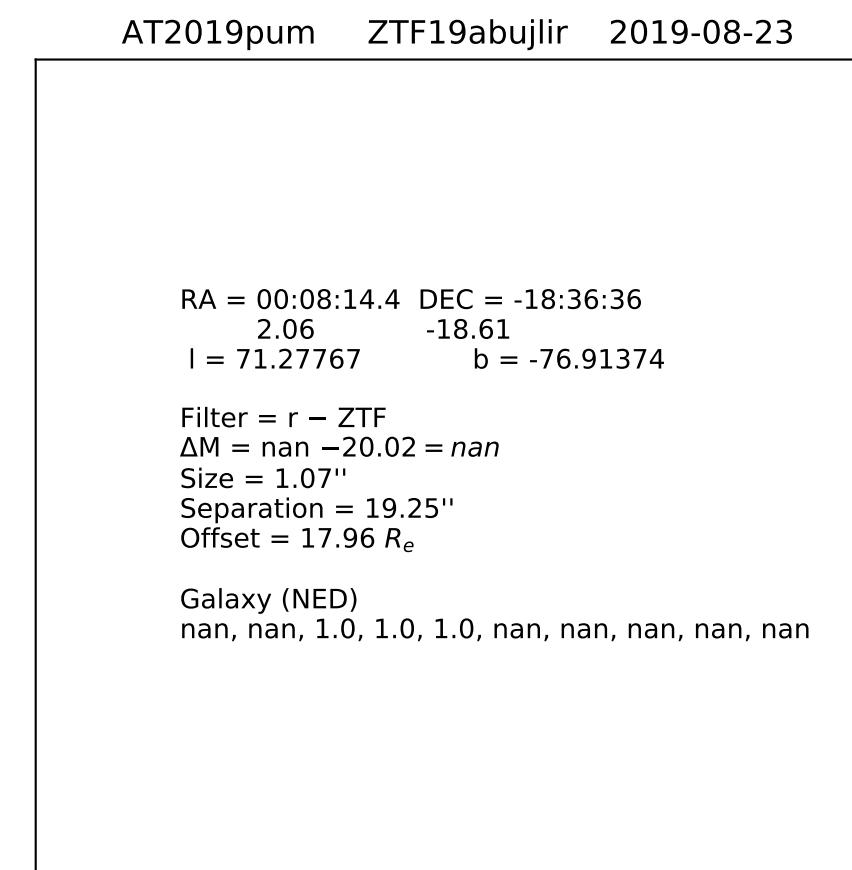 AT2019pum ZTF19abujlir 2019-08-23
RA = 00:08:14.4 DEC = -18:36:36
2.06 -18.61
l = 71.27767 b = -76.91374
Filter = r − ZTF
ΔM = nan −20.02 = nan
Size = 1.07''
Separation = 19.25''
Offset = 17.96 Re
Galaxy (NED)
nan, nan, 1.0, 1.0, 1.0, nan, nan, nan, nan, nan